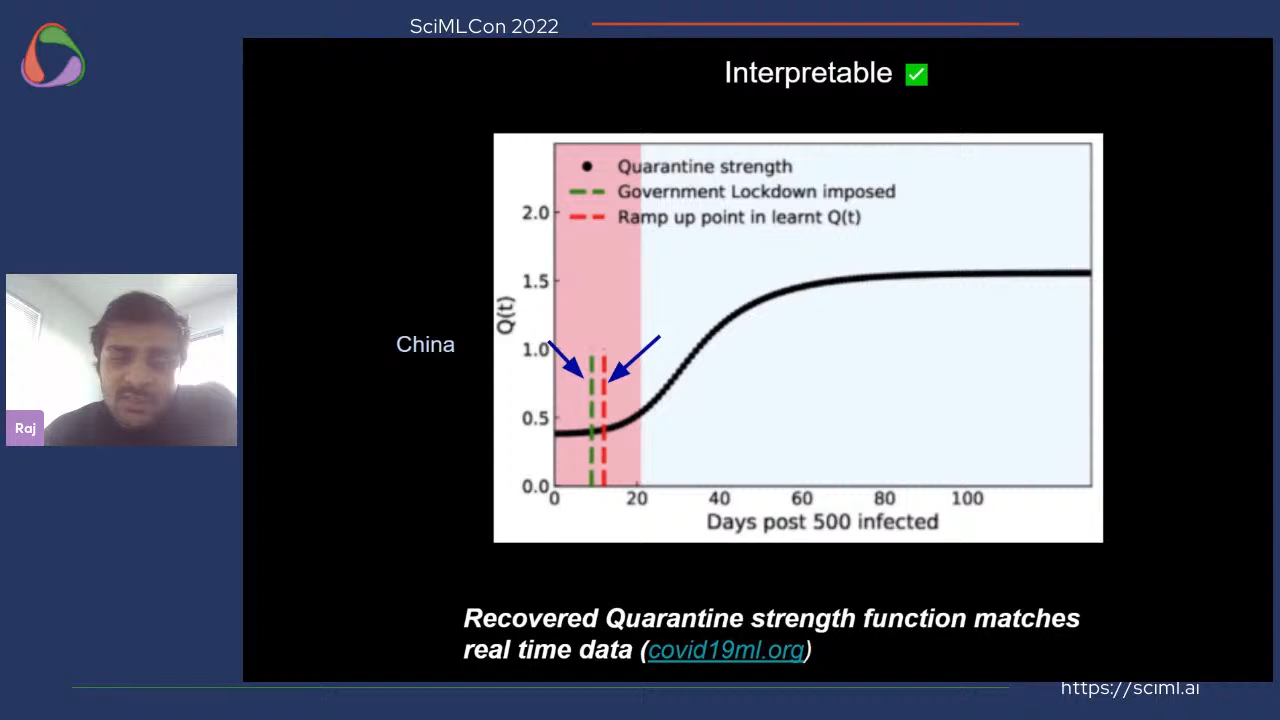 SciMLCon 2022
Interpretable ✅
Quarantine strength
Government Lockdown imposed
Ramp up point in learnt Q(t)
2.0
1.5
1.0
0.5
0.0
Q(t)
0 20 40 60 80 100
Days post 500 infected
China
Raj
Recovered Quarantine strength function matches
real time data (covid19ml.org)
https://sciml.ai